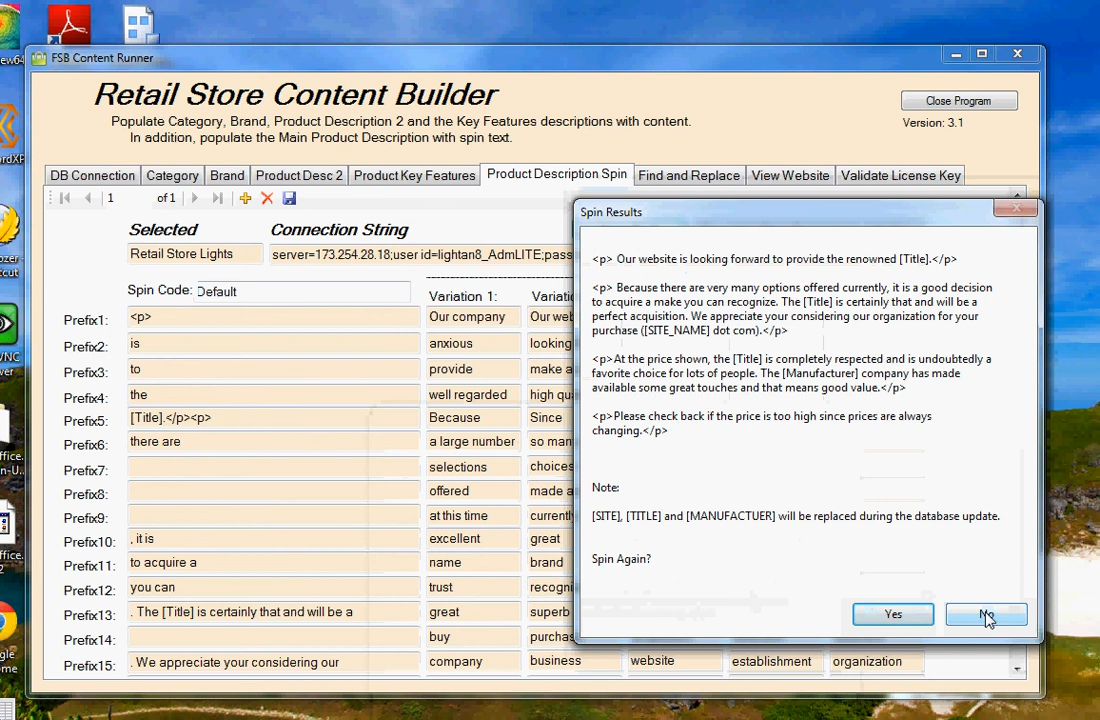 FSB Content Runner
Retail Store Content Builder
Populate Category, Brand, Product Description 2 and the Key Features descriptions with content.
In addition, populate the Main Product Description with spin text.
Close Program
Version: 3.1
DB Connection Category Brand Product Desc 2 Product Key Features Product Description Spin Find and Replace View Website Validate License Key
1 of 1
Selected Connection String
Retail Store Lights server=173.254.28.18;user id=lightan8_AdmLITE;pass
Spin Code: Default
Variation 1:
Prefix1: <p> Our company
Prefix2: is anxious looking
Prefix3: to provide make a
Prefix4: the well regarded
Prefix5: [Title].</p><p> Because Since
Prefix6: there are a large number so man
Prefix7: selections choices
Prefix8: offered made a
Prefix9: at this time currently
Prefix10: , it is excellent great
Prefix11: to acquire a name brand
Prefix12: you can trust
Prefix13: . The [Title] is certainly that and will be a great superb
Prefix14: buy
Prefix15: . We appreciate your considering our company business website establishment organization
Spin Results
<p> Our website is looking forward to provide the renowned [Title].</p>
<p> Because there are very many options offered currently, it is a good decision
to acquire a make you can recognize. The [Title] is certainly that and will be a
perfect acquisition. We appreciate your considering our organization for your
purchase ([SITE_NAME] dot com).</p>
<p>At the price shown, the [Title] is completely respected and is undoubtedly a
favorite choice for lots of people. The [Manufacturer] company has made
available some great touches and that means good value.</p>
<p>Please check back if the price is too high since prices are always
changing.</p>
Note:
[SITE], [TITLE] and [MANUFACTUER] will be replaced during the database update.
Spin Again?
Yes No